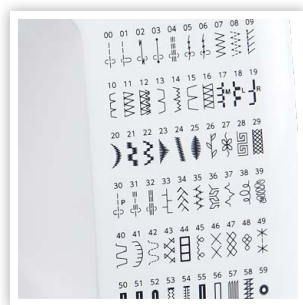 00 01 02 03 04 05 06 07 08 09
10 11 12 13 14 15 16 17 18 19
M L R
20 21 22 23 24 25 26 27 28 29
30 31 32 33 34 35 36 37 38 39
P
40 41 42 43 44 45 46 47 48 49
50 51 52 53 54 55 56 57 58 59